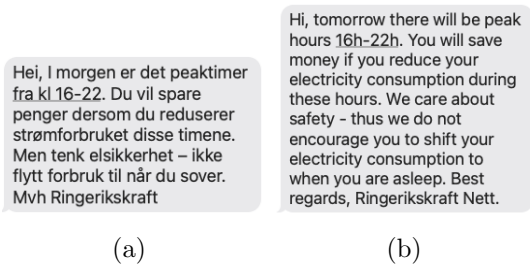 Hei, I morgen er det peaktimer
fra kl 16-22. Du vil spare
penger dersom du reduserer
strømforbruket disse timene.
Men tenk elsikkerhet – ikke
flytt forbruk til når du sover.
Mvh Ringerikskraft
(a)
Hi, tomorrow there will be peak
hours 16h-22h. You will save
money if you reduce your
electricity consumption during
these hours. We care about
safety - thus we do not
encourage you to shift your
electricity consumption to
when you are asleep. Best
regards, Ringerikskraft Nett.
(b)